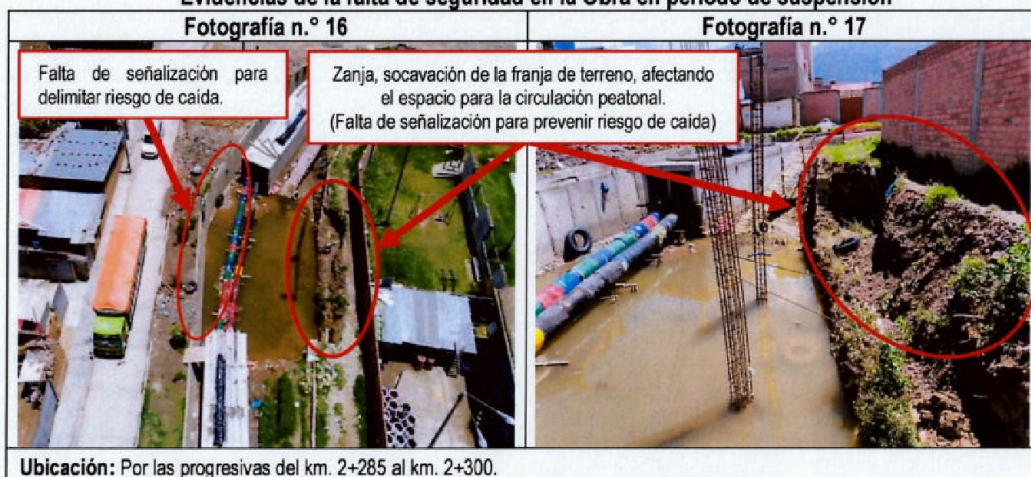 Evidencias de la falta de seguridad en la Obra en periodo de suspensión
Fotografía n.° 16
Fotografía n.° 17
Falta de señalización para
delimitar riesgo de caída.
Zanja, socavación de la franja de terreno, afectando
el espacio para la circulación peatonal.
(Falta de señalización para prevenir riesgo de caída)
Ubicación: Por las progresivas del km. 2+285 al km. 2+300.